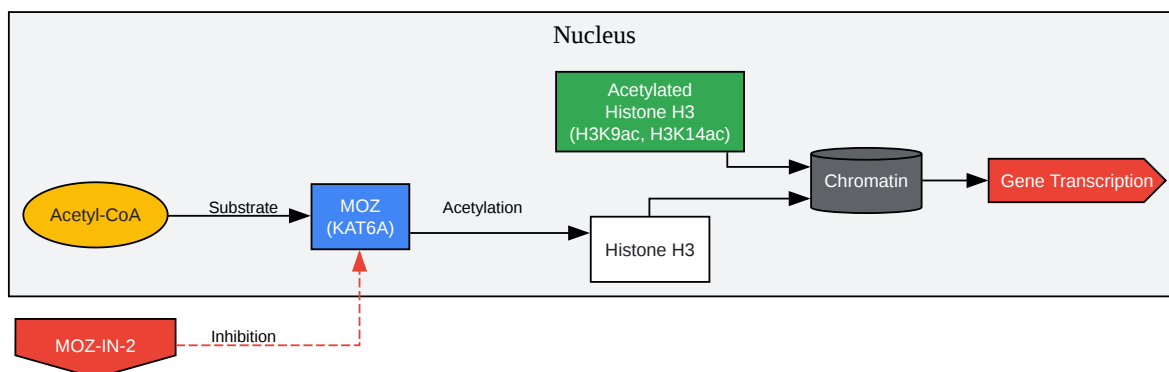 Nucleus
Acetylated
Histone H3
(H3K9ac, H3K14ac)
Chromatin
Gene Transcription
Acetyl-CoA
Substrate
MOZ
(KAT6A)
Acetylation
Histone H3
MOZ-IN-2
Inhibition